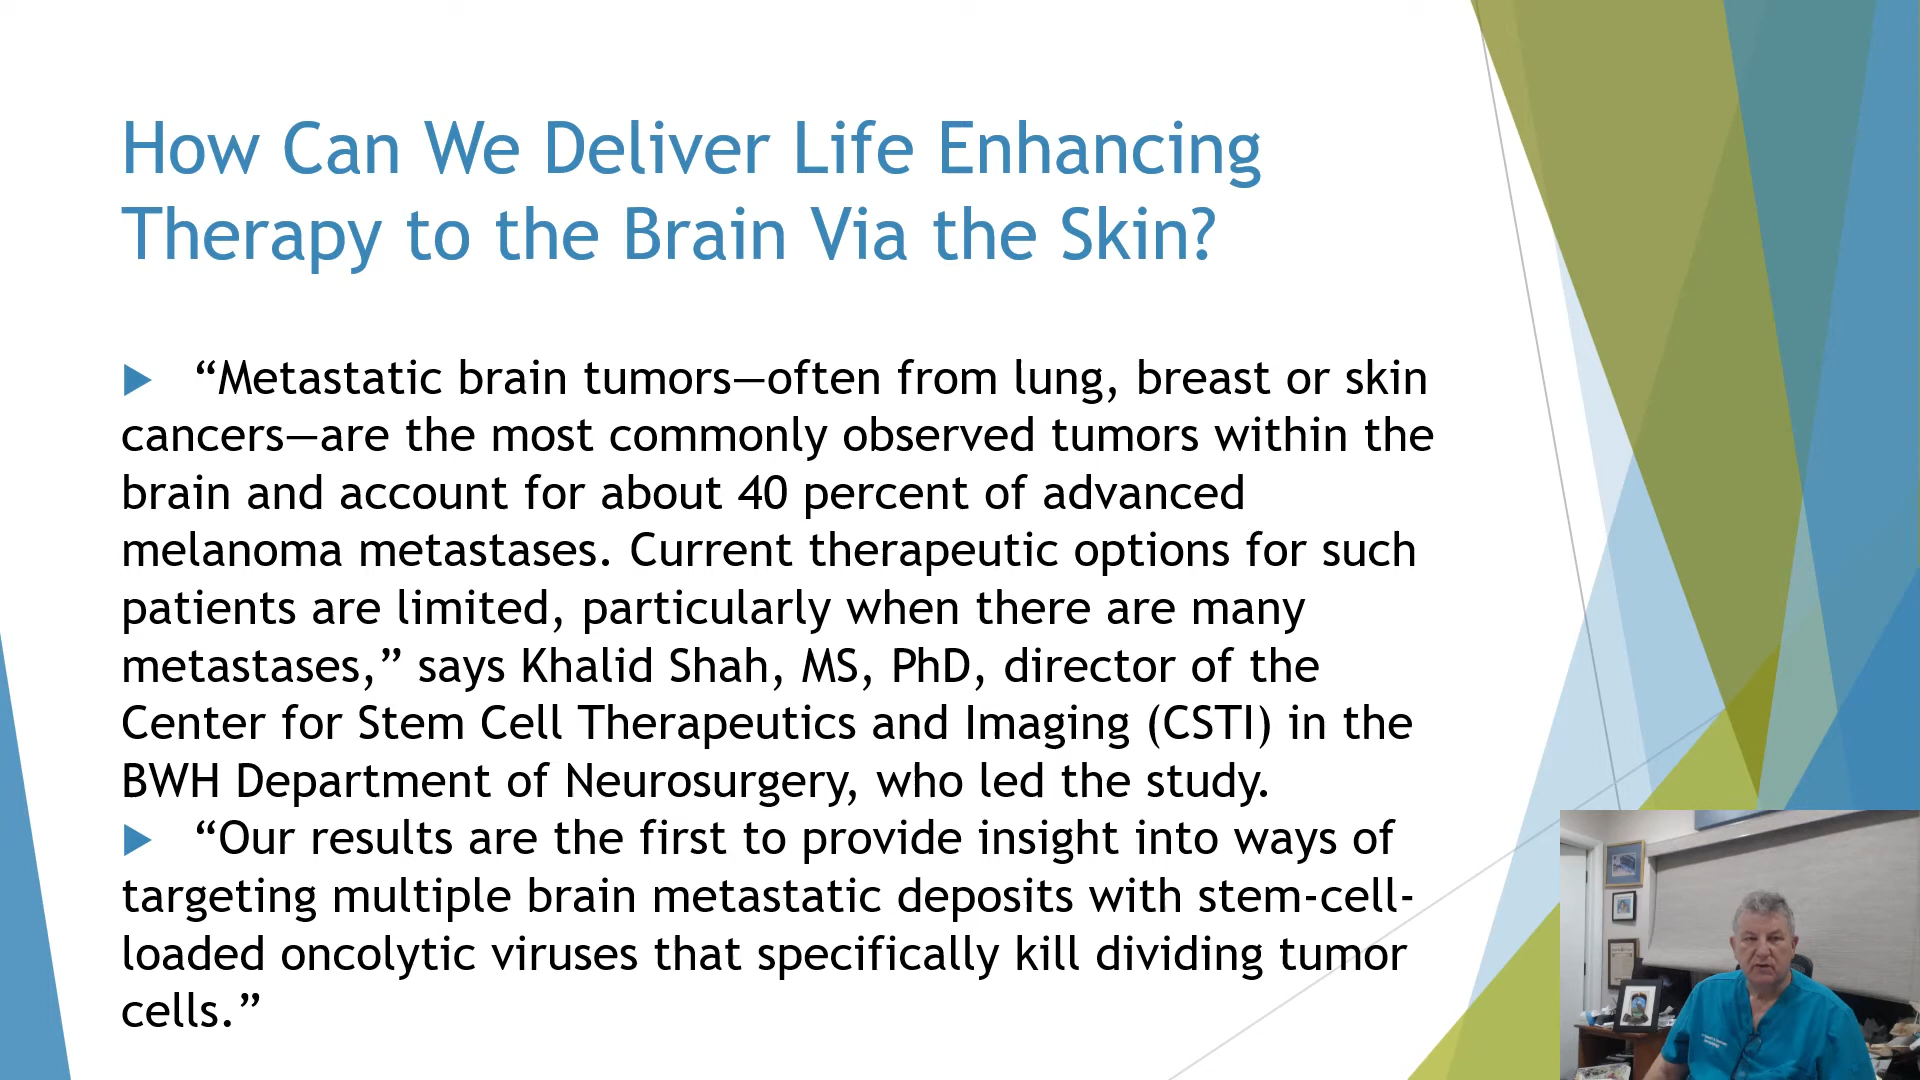 How Can We Deliver Life Enhancing
Therapy to the Brain Via the Skin?
“Metastatic brain tumors—often from lung, breast or skin
cancers—are the most commonly observed tumors within the
brain and account for about 40 percent of advanced
melanoma metastases. Current therapeutic options for such
patients are limited, particularly when there are many
metastases,” says Khalid Shah, MS, PhD, director of the
Center for Stem Cell Therapeutics and Imaging (CSTI) in the
BWH Department of Neurosurgery, who led the study.
“Our results are the first to provide insight into ways of
targeting multiple brain metastatic deposits with stem-cell-
loaded oncolytic viruses that specifically kill dividing tumor
cells.”